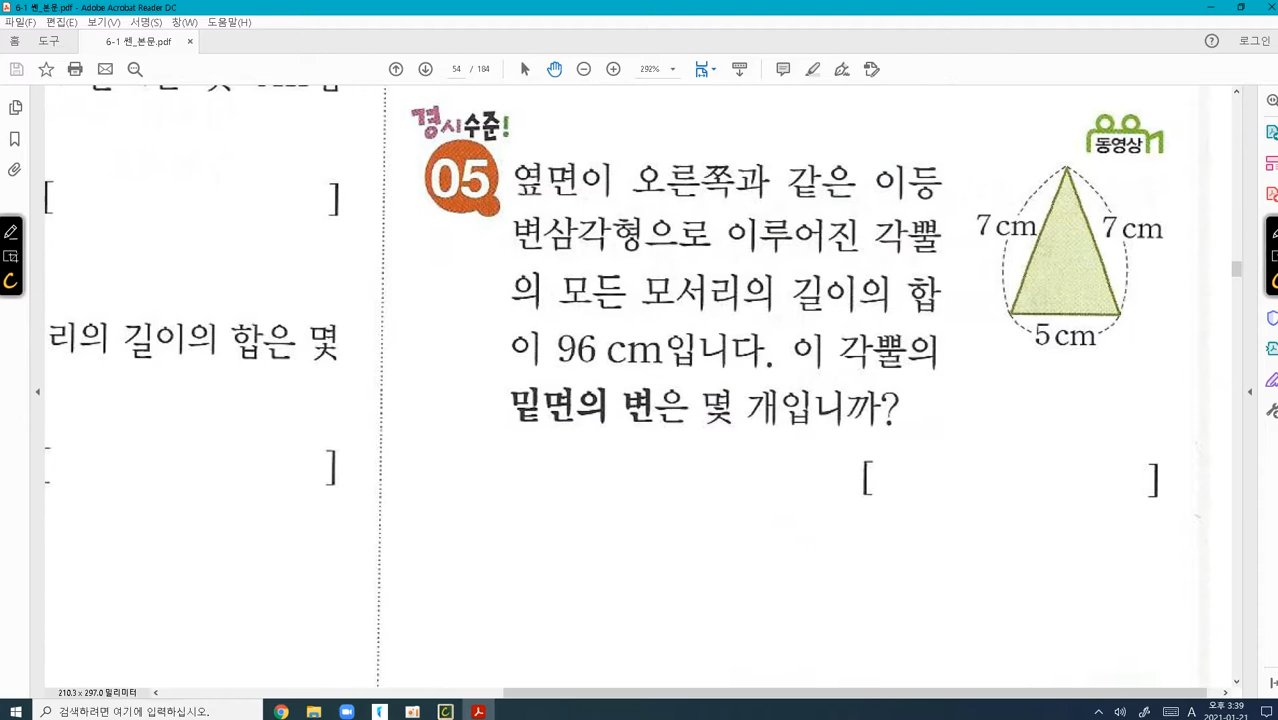 6-1 쎈_본문.pdf - Adobe Acrobat Reader DC
파일(F) 편집(E) 보기(V) 서명(S) 창(W) 도움말(H)
홈 도구 6-1 쎈_본문.pdf × 로그인
54 / 184 292%
경시수준!
동영상
05 옆면이 오른쪽과 같은 이등
변삼각형으로 이루어진 각뿔
의 모든 모서리의 길이의 합
이 96 cm입니다. 이 각뿔의
밑면의 변은 몇 개입니까?
[ ]
7 cm 7 cm
5 cm
[ ]
리의 길이의 합은 몇
]
210.3 x 297.0 밀리미터
검색하려면 여기에 입력하십시오.
A 오후 3:39
2021-01-21